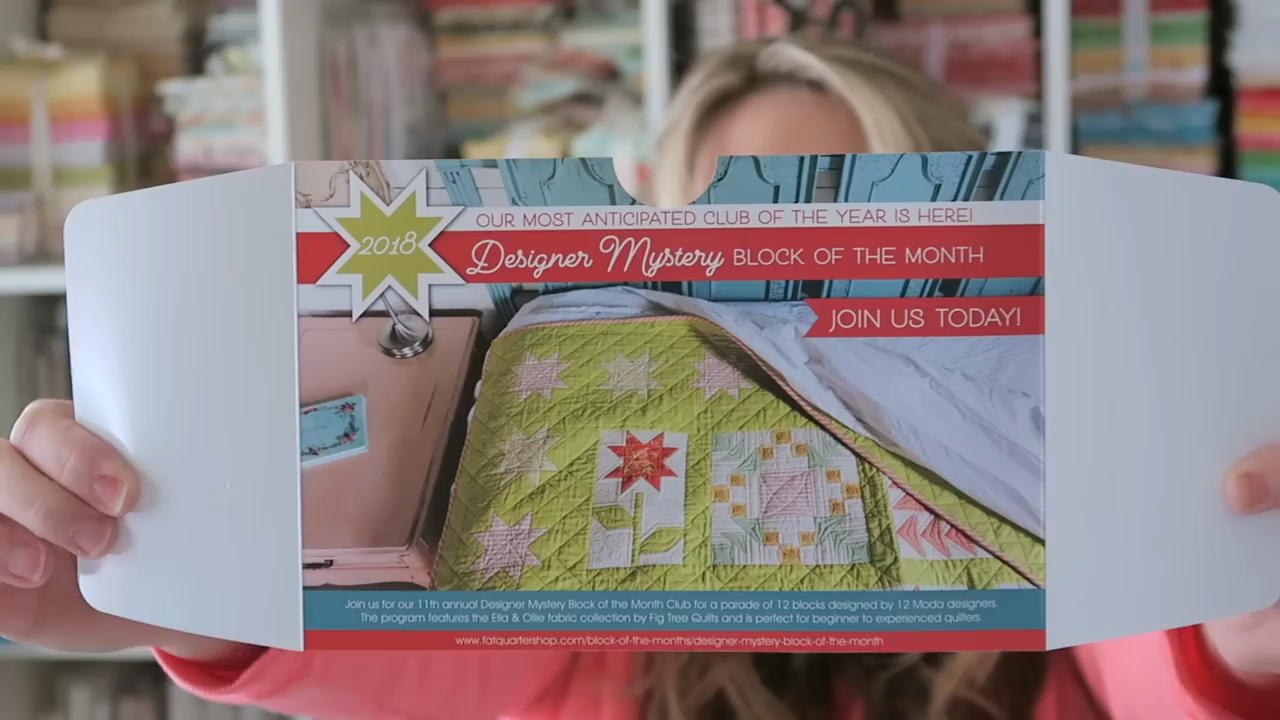 2018
OUR MOST ANTICIPATED CLUB OF THE YEAR IS HERE!
Designer Mystery BLOCK OF THE MONTH
JOIN US TODAY!
Join us for our 11th annual Designer Mystery Block of the Month Club for a parade of 12 blocks designed by 12 Moda designers.
The program features the Ella & Ollie fabric collection by Fig Tree Quilts and is perfect for beginner to experienced quilters.
www.fatquartershop.com/block-of-the-months/designer-mystery-block-of-the-month